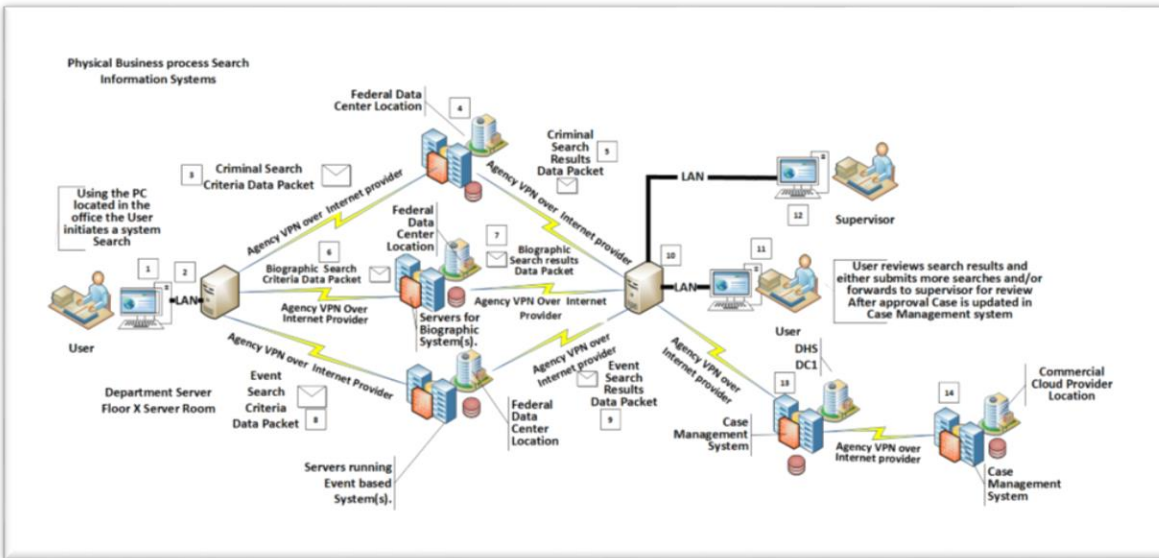 Physical Business process Search
Information Systems
Federal Data
Center Location
4
Criminal
Search
Results
Data Packet
5
3
Criminal Search
Criteria Data Packet
Agency VPN over Internet provider
Agency VPN over Internet provider
LAN
12
Supervisor
Using the PC
located in the
office the User
initiates a system
Search
Federal
Data
Center
Location
7
Biographic
Search results
Data Packet
6
Biographic Search
Criteria Data Packet
1
2
LAN
User
Agency VPN Over
Internet Provider
Agency VPN Over Internet
Provider
Servers for
Biographic
System(s).
10
LAN
11
User
User reviews search results and
either submits more searches and/or
forwards to supervisor for review
After approval Case is updated in
Case Management system
Agency VPN over Internet Provider
Agency VPN over
Internet provider
Agency VPN over
Internet provider
Department Server
Floor X Server Room
Event
Search
Criteria
Data Packet
8
Event
Search
Results
Data Packet
9
Federal
Data
Center
Location
Servers running
Event based
System(s).
DHS
DC1
13
Case
Management
System
Agency VPN over
Internet provider
14
Commercial
Cloud Provider
Location
Case
Management
System